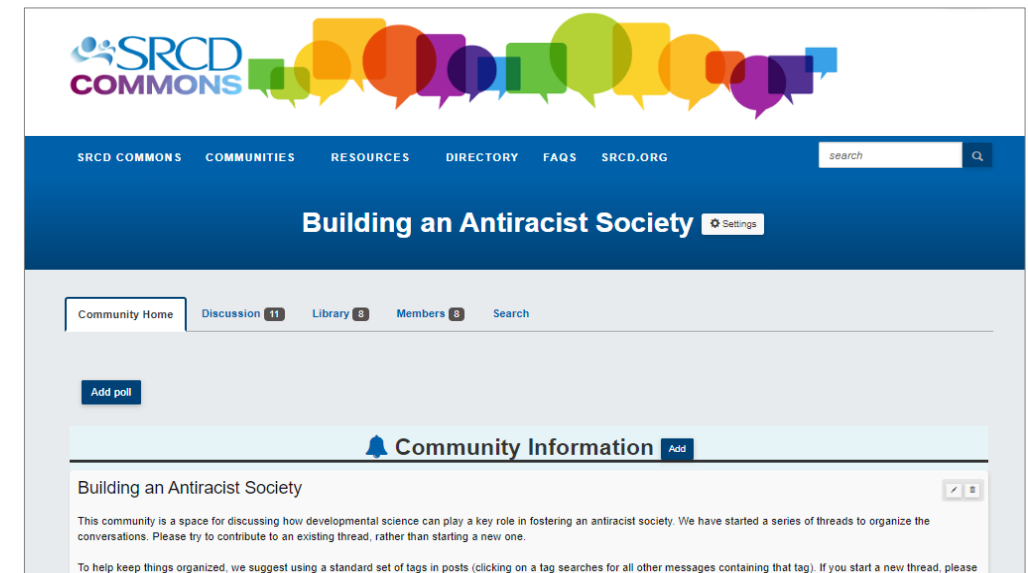 SRCD
COMMONS
SRCD COMMONS COMMUNITIES RESOURCES DIRECTORY FAQS SRCD.ORG search
Building an Antiracist Society Settings
Community Home Discussion 11 Library 8 Members 8 Search
Add poll
Community Information Add
Building an Antiracist Society
This community is a space for discussing how developmental science can play a key role in fostering an antiracist society. We have started a series of threads to organize the
conversations. Please try to contribute to an existing thread, rather than starting a new one.
To help keep things organized, we suggest using a standard set of tags in posts (clicking on a tag searches for all other messages containing that tag). If you start a new thread, please